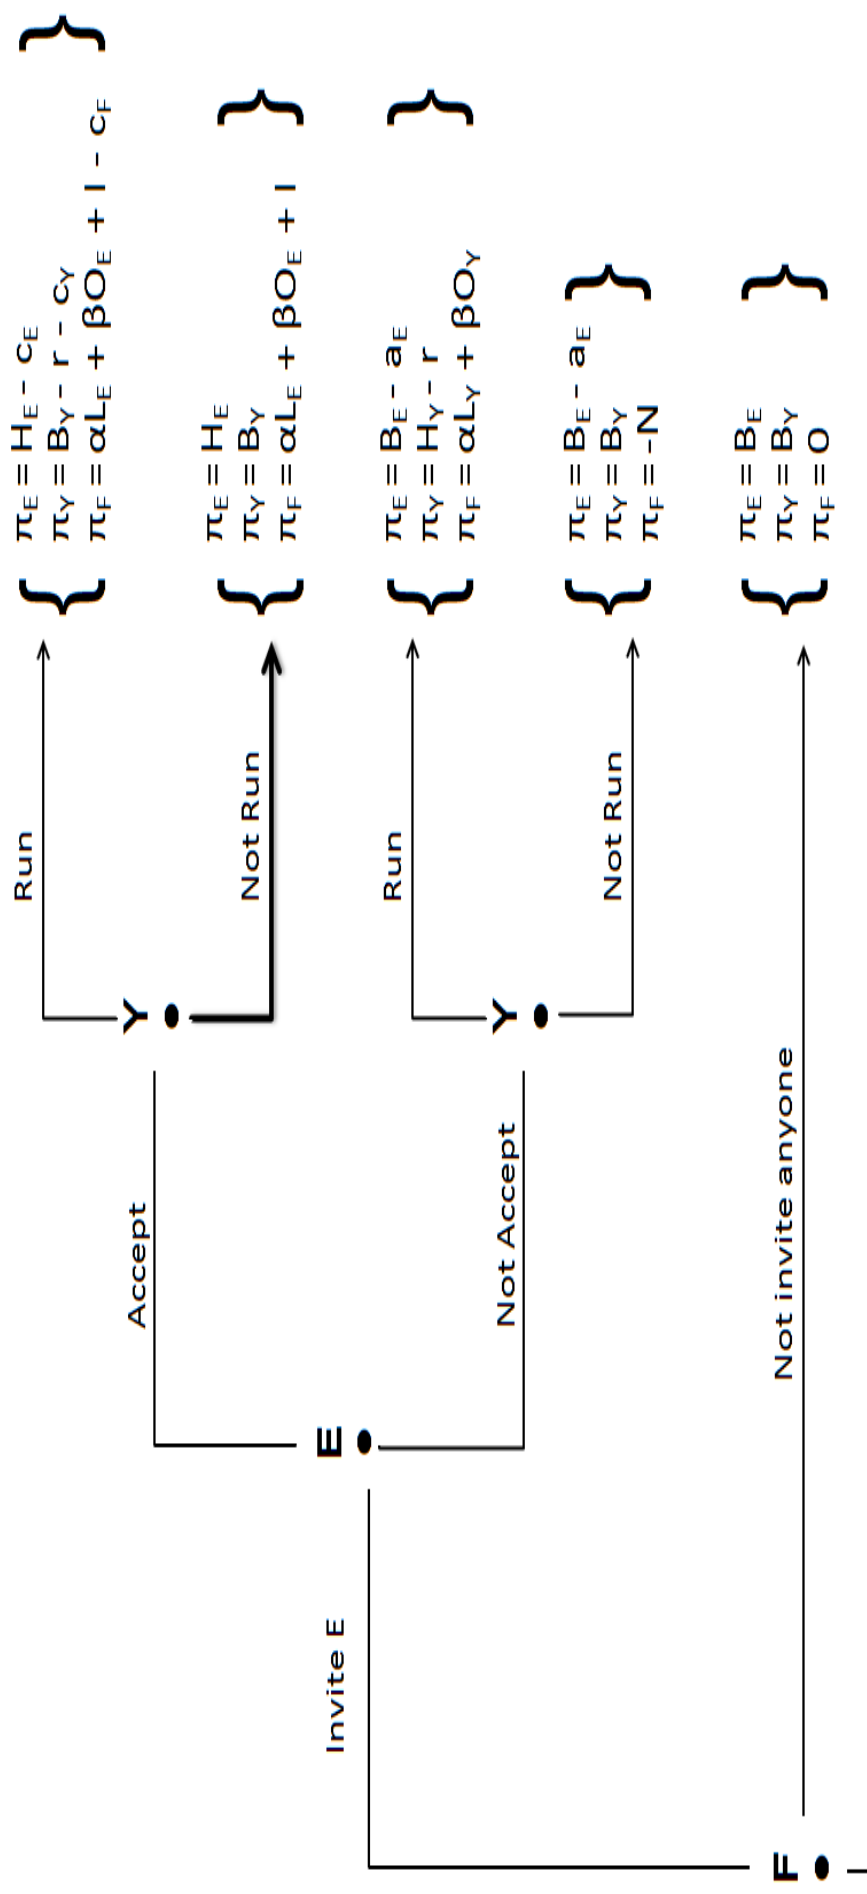 F
Invite E
Not invite anyone
E
Accept
Not Accept
Y
Run
Not Run
Y
Run
Not Run
{ πE = HE - cE
πY = BY - r - cY
πF = αLE + βOE + I - cF }
{ πE = HE
πY = BY
πF = αLE + βOE + I }
{ πE = BE - aE
πY = HY - r
πF = αLY + βOY }
{ πE = BE - aE
πY = BY
πF = -N }
{ πE = BE
πY = BY
πF = 0 }